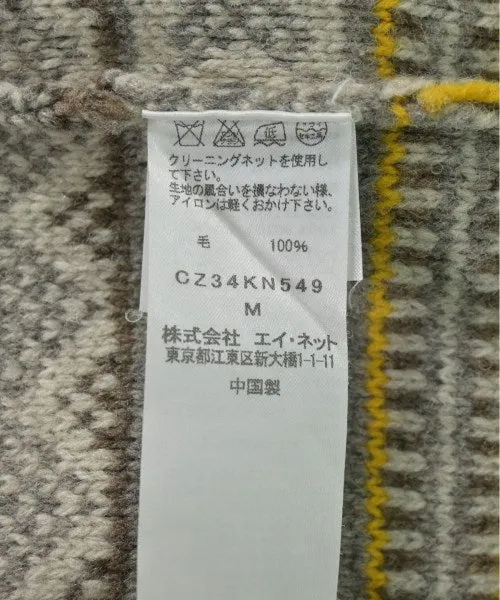 低
クリーニングネットを使用し
て下さい。
生地の風合いを損なわない様、
アイロンは軽くおかけ下さい。
毛 100%
CZ34KN549
M
株式会社 エイ・ネット
東京都江東区新大橋1-1-11
中国製